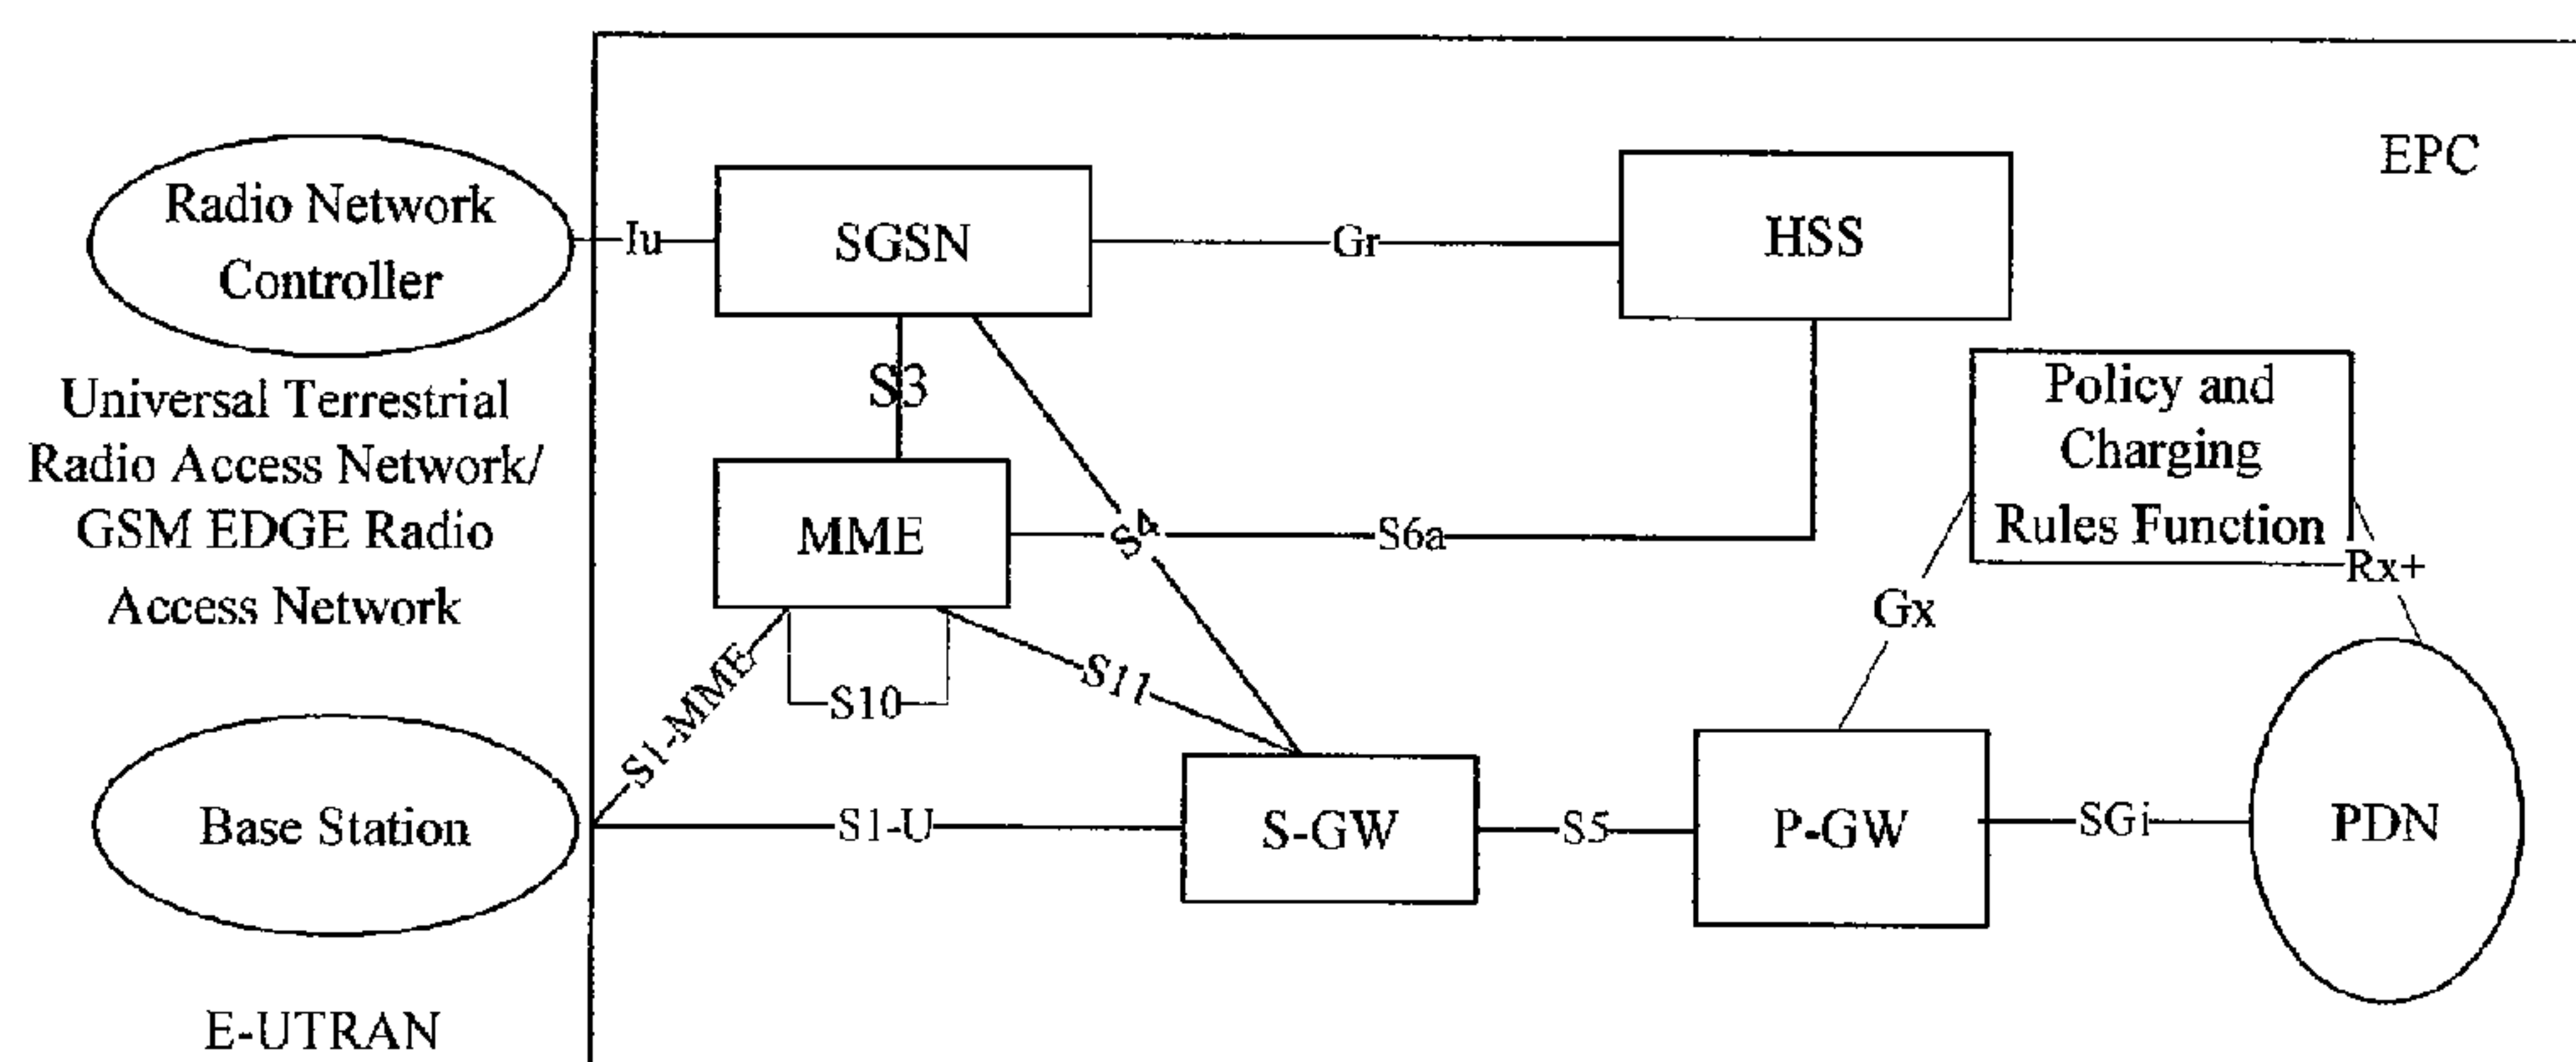 EPC
Radio Network
Controller
Iu
SGSN
Gr
HSS
Universal Terrestrial
Radio Access Network/
GSM EDGE Radio
Access Network
S3
Policy and
Charging
Rules Function
MME
S4
S6a
Rx+
Gx
S1-MME
S10
S11
Base Station
S1-U
S-GW
S5
P-GW
SGi
PDN
E-UTRAN